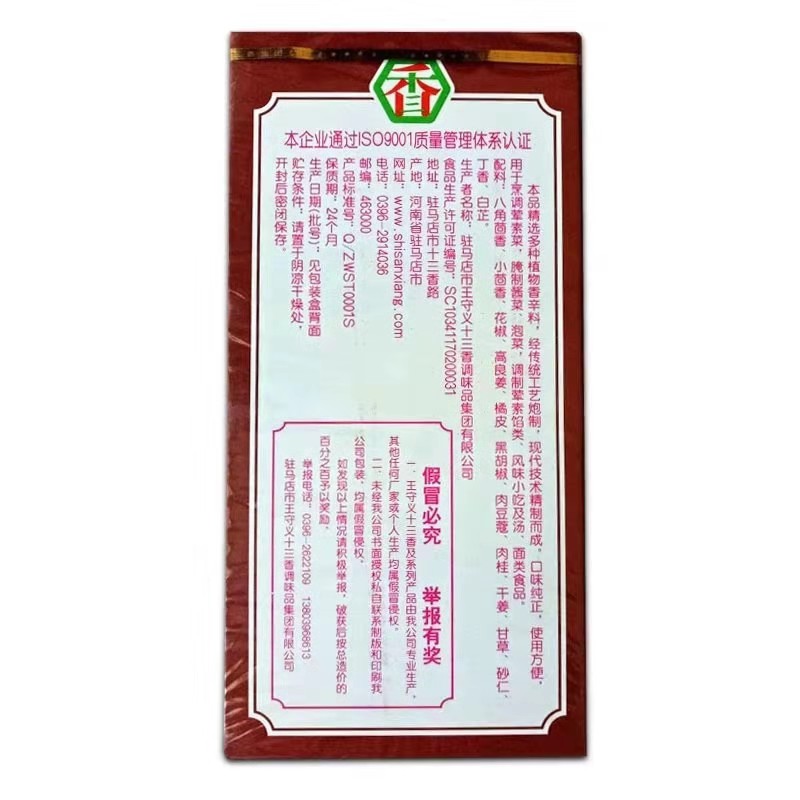 香
本企业通过ISO9001质量管理体系认证
本品精选多种植物香辛料，经传统工艺炮制，现代技术精制而成。口味纯正，使用方便，
用于烹调荤素菜，腌制酱菜、泡菜，调制荤素馅类、风味小吃及汤、面类食品。
配料：八角茴香、小茴香、花椒、高良姜、橘皮、黑胡椒、肉豆蔻、肉桂、干姜、甘草、砂仁、
丁香、白芷。
生产者名称：驻马店市王守义十三香调味品集团有限公司
食品生产许可证编号：SC10341170200031
地址：驻马店市十三香路
产地：河南省驻马店市
网址：www.shisanxiang.com
电话：0396-2914036
邮编：463000
产品标准号：Q/ZWST0001S
保质期：24个月
生产日期(批号)：见包装盒背面
贮存条件：请置于阴凉干燥处，
开封后密闭保存。
假冒必究 举报有奖
一、王守义十三香及系列产品由我公司专业生产，
其他任何厂家或个人生产均属假冒侵权。
二、未经我公司书面授权私自联系制版和印刷我
公司包装，均属假冒侵权。
如发现以上情况请积极举报，破获后按总造价的
百分之百予以奖励。
举报电话：0396-2622109 13803968613
驻马店市王守义十三香调味品集团有限公司